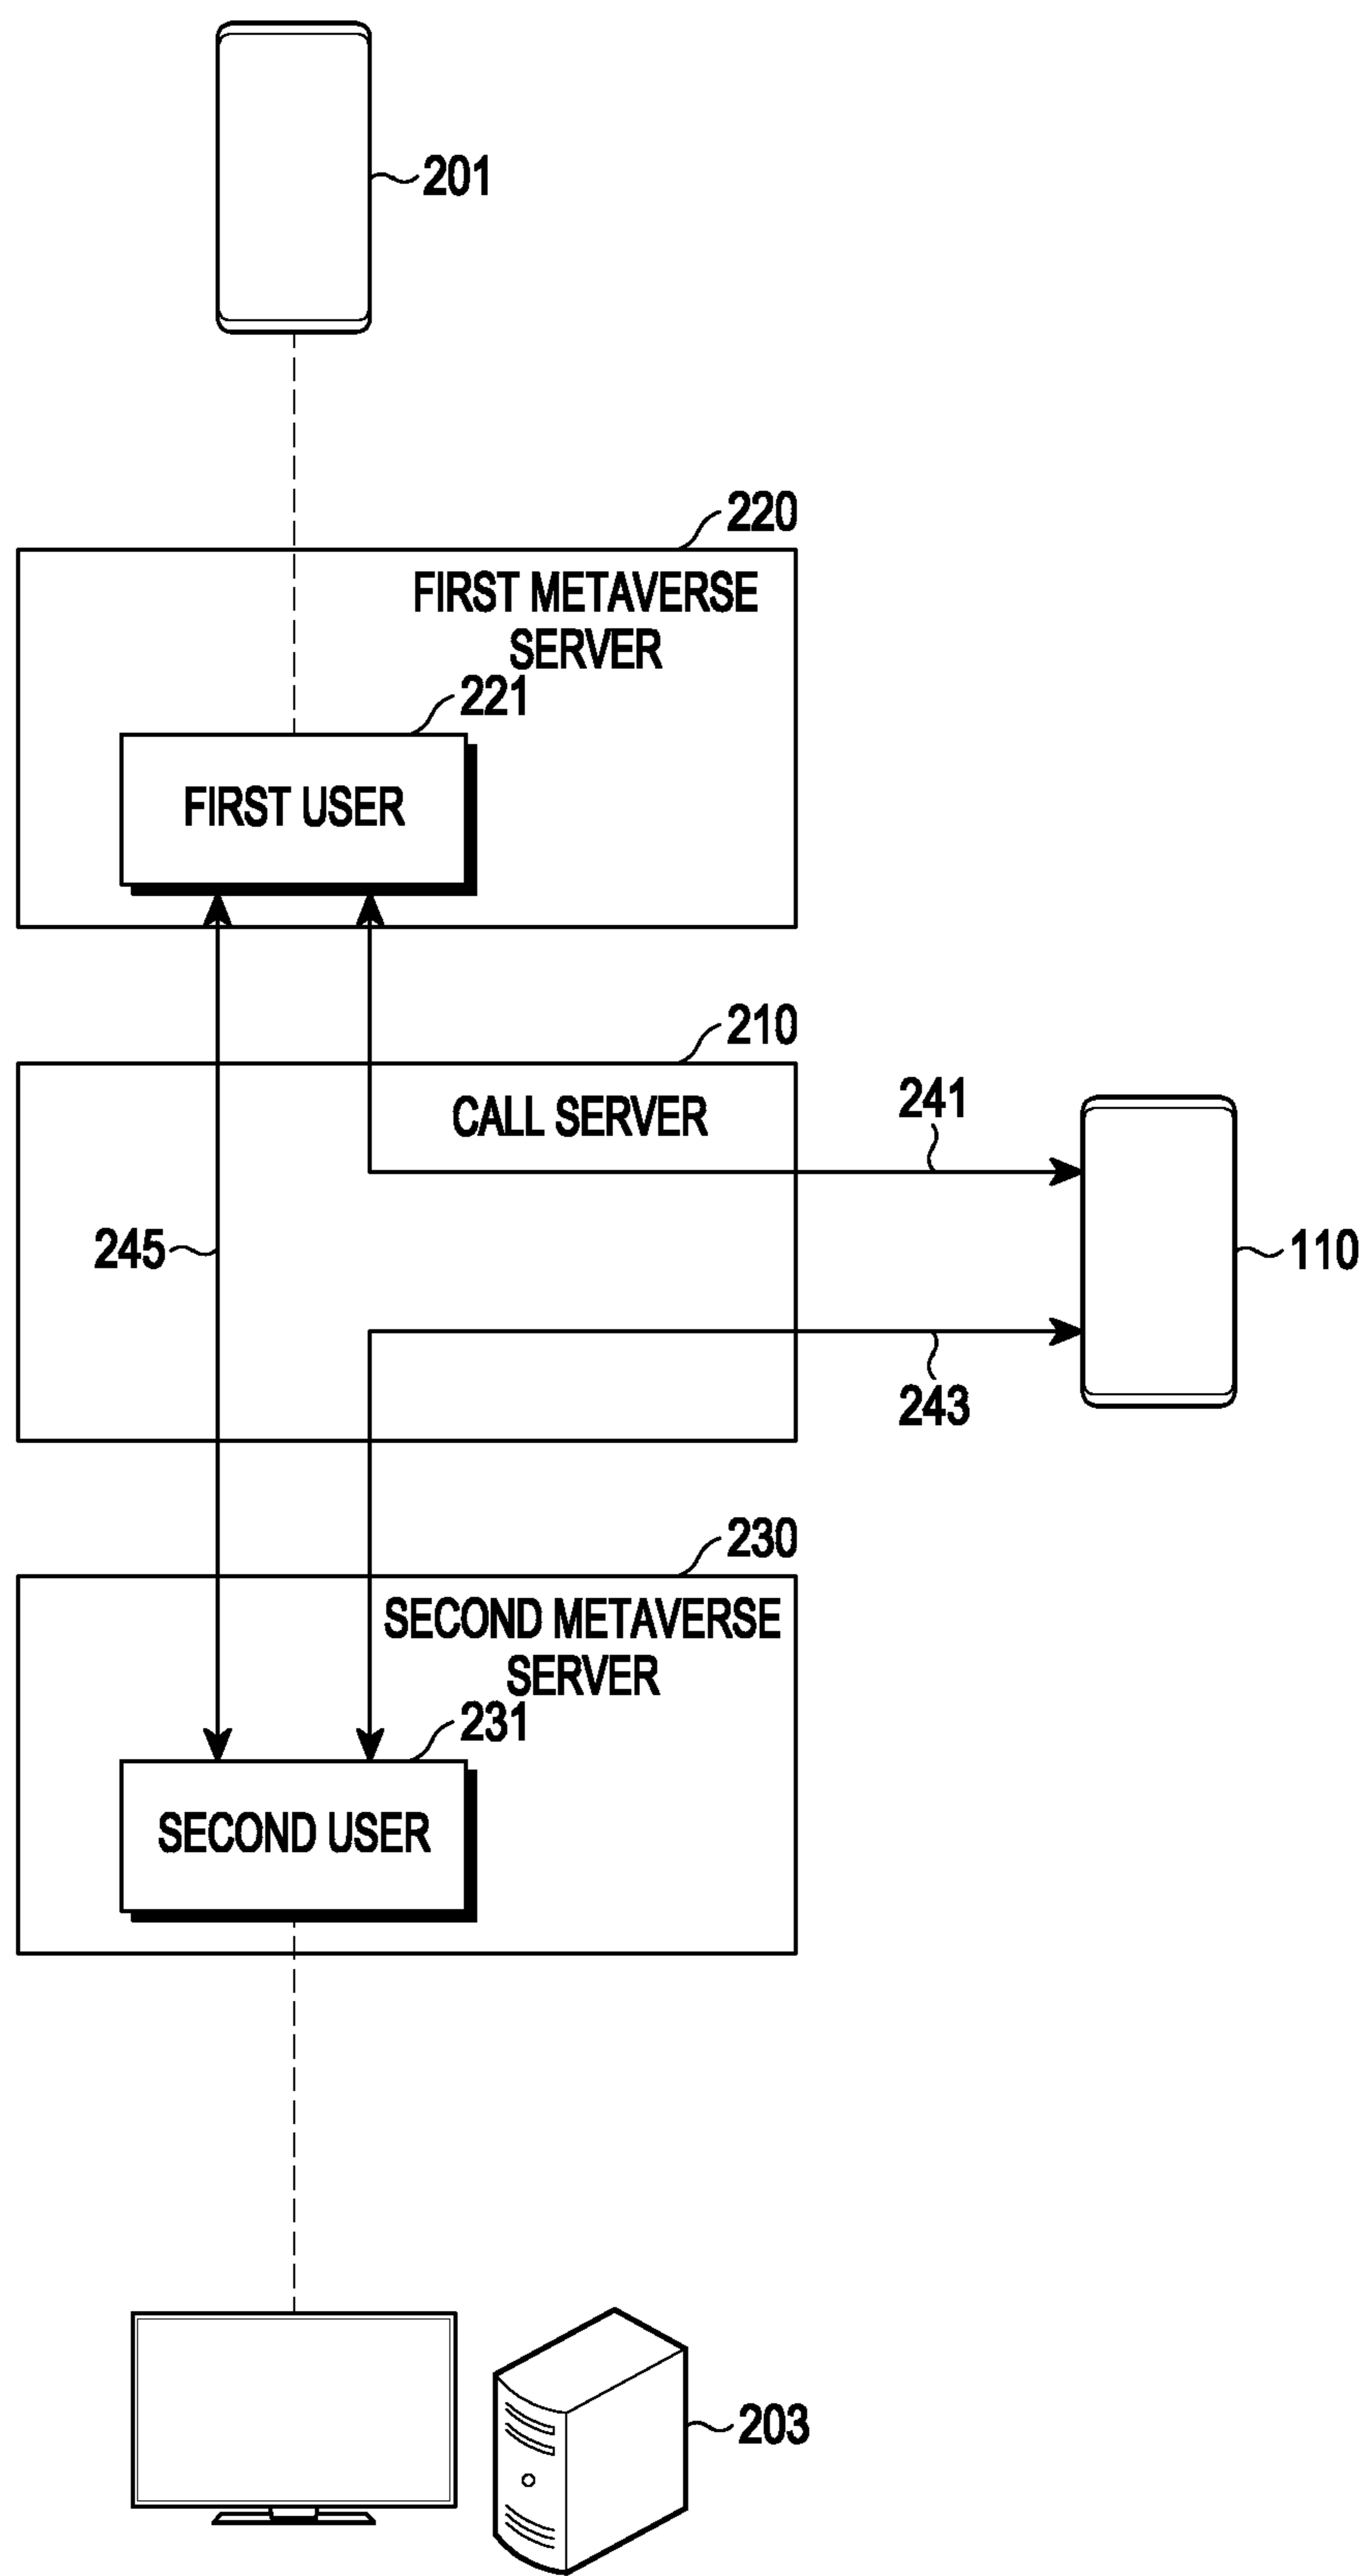 201
220
FIRST METAVERSE
SERVER
221
FIRST USER
210
CALL SERVER
241
245
110
243
230
SECOND METAVERSE
SERVER
231
SECOND USER
203